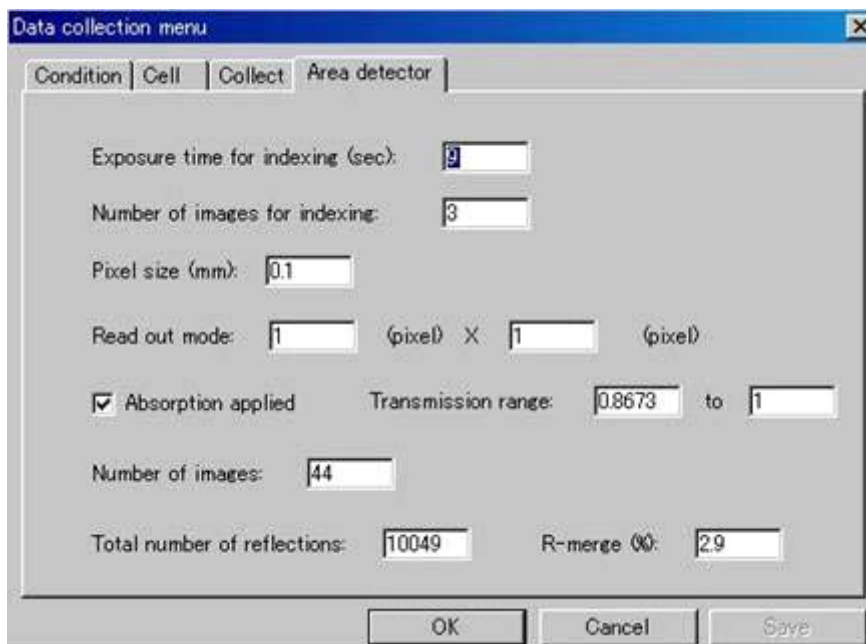 Data collection menu
Condition Cell Collect Area detector
Exposure time for indexing (sec): 9
Number of images for indexing: 3
Pixel size (mm): 0.1
Read out mode: 1 (pixel) X 1 (pixel)
Absorption applied Transmission range: 0.8673 to 1
Number of images: 44
Total number of reflections: 10049 R-merge (%): 2.9
OK Cancel Save